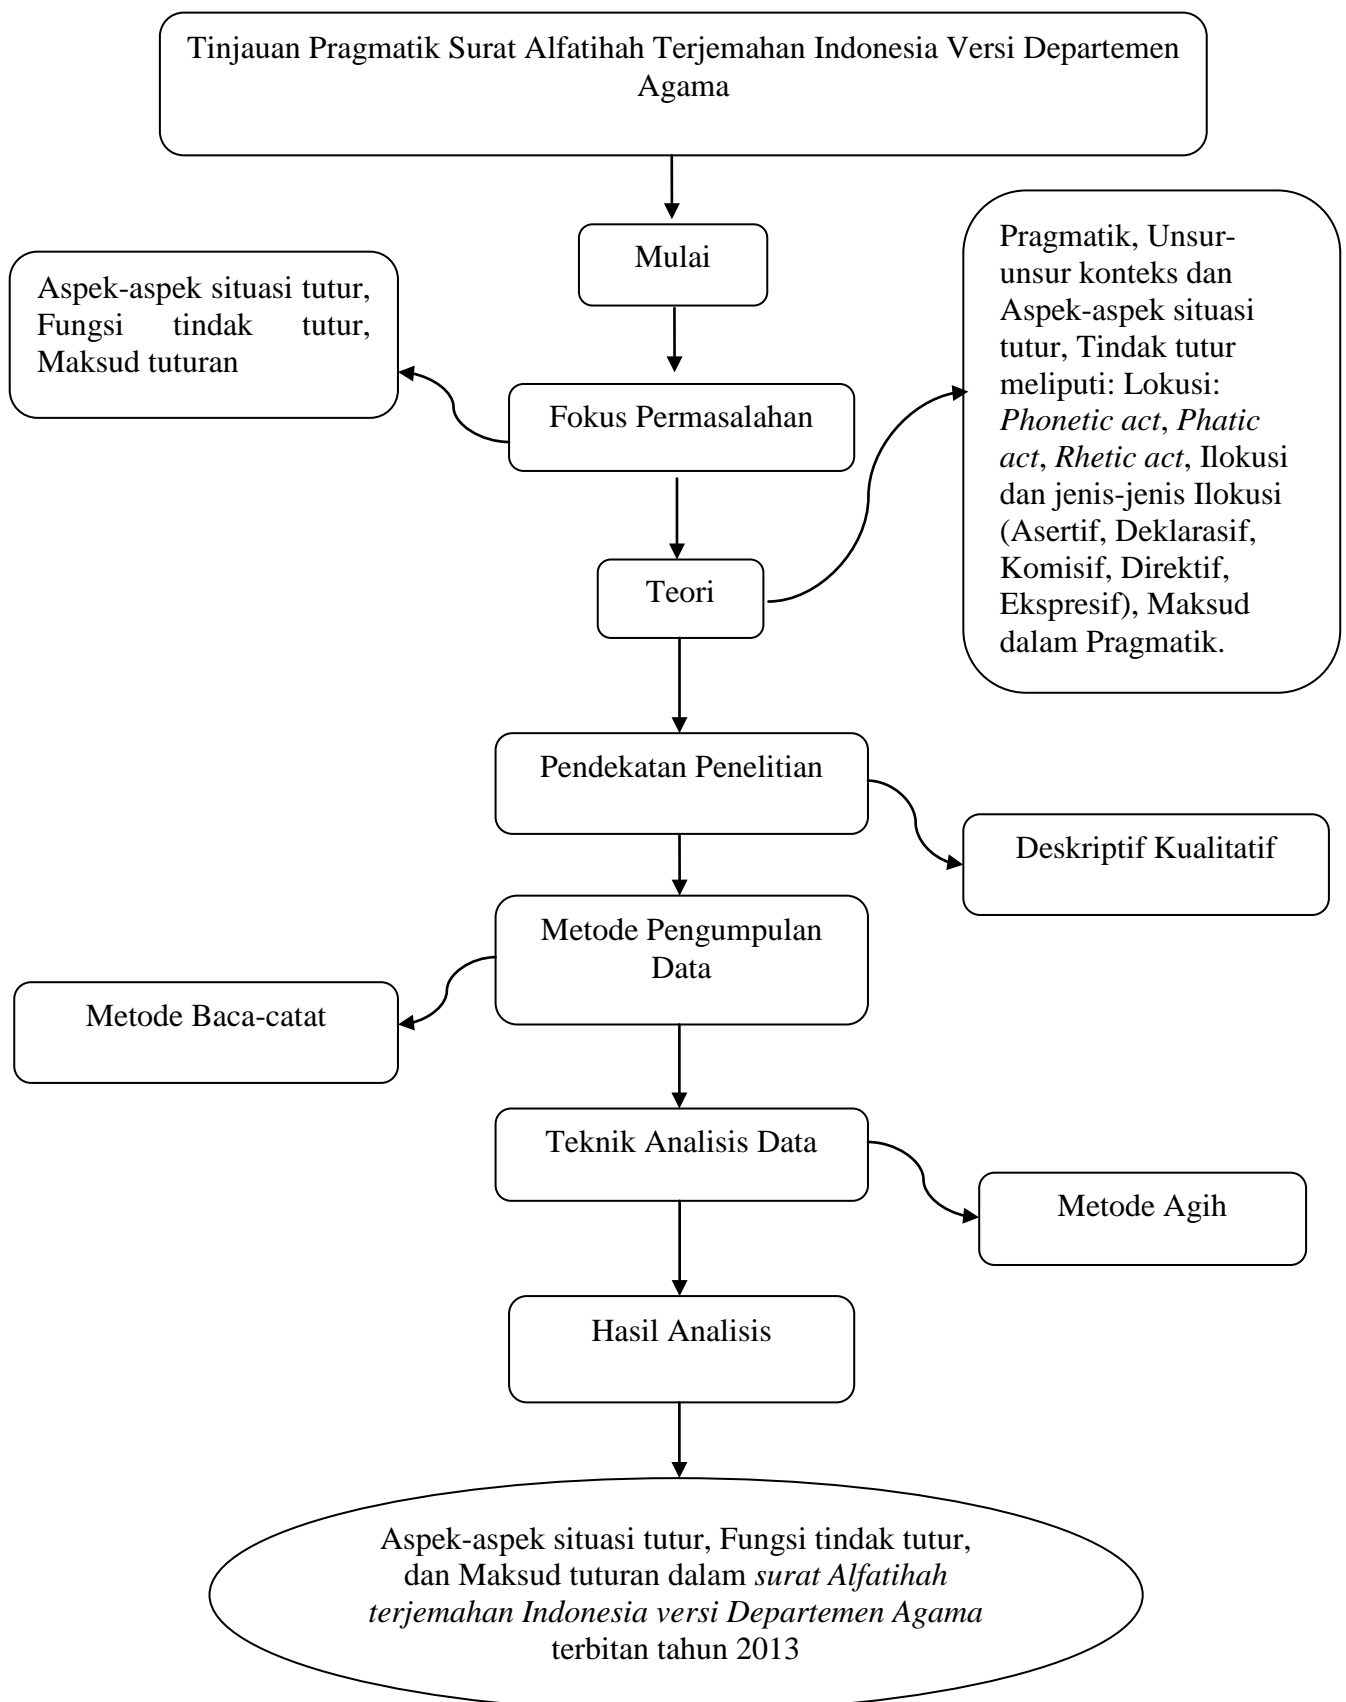 Tinjauan Pragmatik Surat Alfatihah Terjemahan Indonesia Versi Departemen
Agama
Mulai
Aspek-aspek situasi tutur,
Fungsi tindak tutur,
Maksud tuturan
Fokus Permasalahan
Pragmatik, Unsur-
unsur konteks dan
Aspek-aspek situasi
tutur, Tindak tutur
meliputi: Lokusi:
Phonetic act, Phatic
act, Rhetic act, Ilokusi
dan jenis-jenis Ilokusi
(Asertif, Deklarasif,
Komisif, Direktif,
Ekspresif), Maksud
dalam Pragmatik.
Teori
Pendekatan Penelitian
Deskriptif Kualitatif
Metode Pengumpulan
Data
Metode Baca-catat
Teknik Analisis Data
Metode Agih
Hasil Analisis
Aspek-aspek situasi tutur, Fungsi tindak tutur,
dan Maksud tuturan dalam surat Alfatihah
terjemahan Indonesia versi Departemen Agama
terbitan tahun 2013